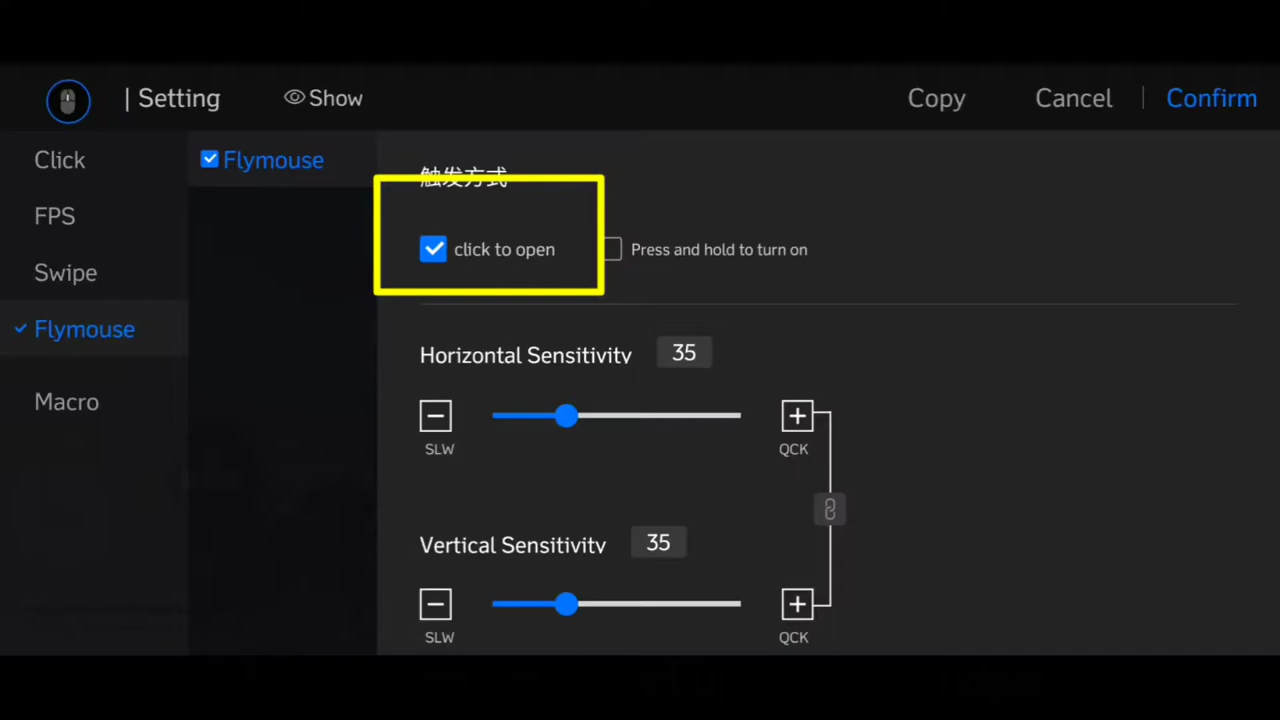 | Setting Show Copy Cancel | Confirm
Click
FPS
Swipe
Flymouse
Macro
Flymouse
触发方式
click to open Press and hold to turn on
Horizontal Sensitivity 35
SLW QCK
Vertical Sensitivity 35
SLW QCK